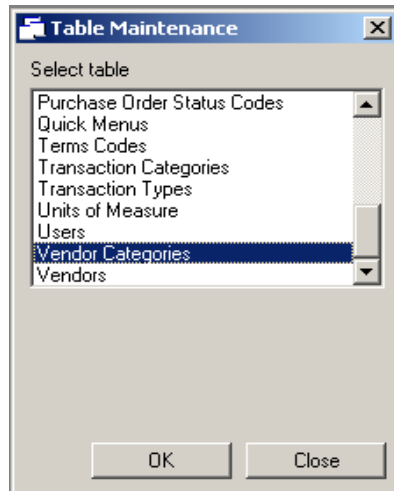 Table Maintenance
Select table
Purchase Order Status Codes
Quick Menus
Terms Codes
Transaction Categories
Transaction Types
Units of Measure
Users
Vendor Categories
Vendors
OK Close